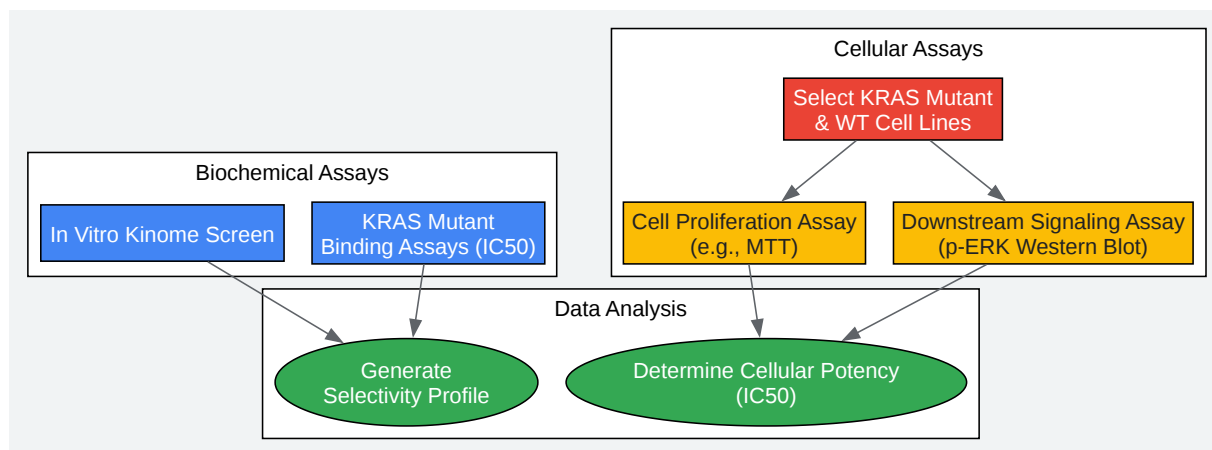 Cellular Assays
Select KRAS Mutant
& WT Cell Lines
Biochemical Assays
In Vitro Kinome Screen
KRAS Mutant
Binding Assays (IC50)
Cell Proliferation Assay
(e.g., MTT)
Downstream Signaling Assay
(p-ERK Western Blot)
Data Analysis
Generate
Selectivity Profile
Determine Cellular Potency
(IC50)